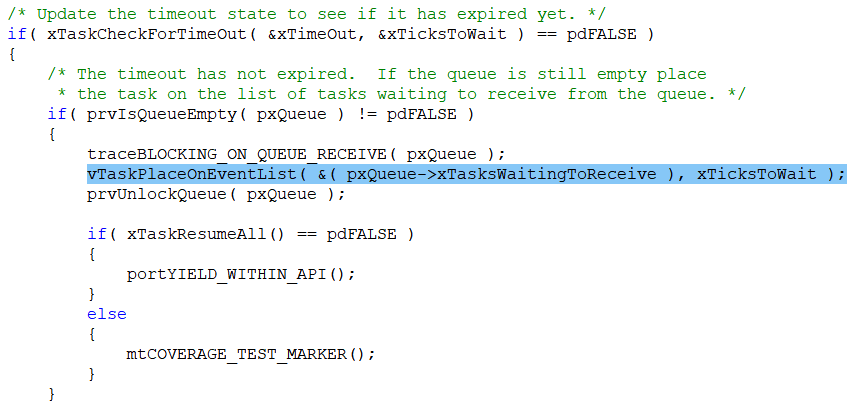 /* Update the timeout state to see if it has expired yet. */
if( xTaskCheckForTimeOut( &xTimeOut, &xTicksToWait ) == pdFALSE )
{
    /* The timeout has not expired.  If the queue is still empty place
     * the task on the list of tasks waiting to receive from the queue. */
    if( prvIsQueueEmpty( pxQueue ) != pdFALSE )
    {
        traceBLOCKING_ON_QUEUE_RECEIVE( pxQueue );
        vTaskPlaceOnEventList( &( pxQueue->xTasksWaitingToReceive ), xTicksToWait );
        prvUnlockQueue( pxQueue );

        if( xTaskResumeAll() == pdFALSE )
        {
            portYIELD_WITHIN_API();
        }
        else
        {
            mtCOVERAGE_TEST_MARKER();
        }
    }